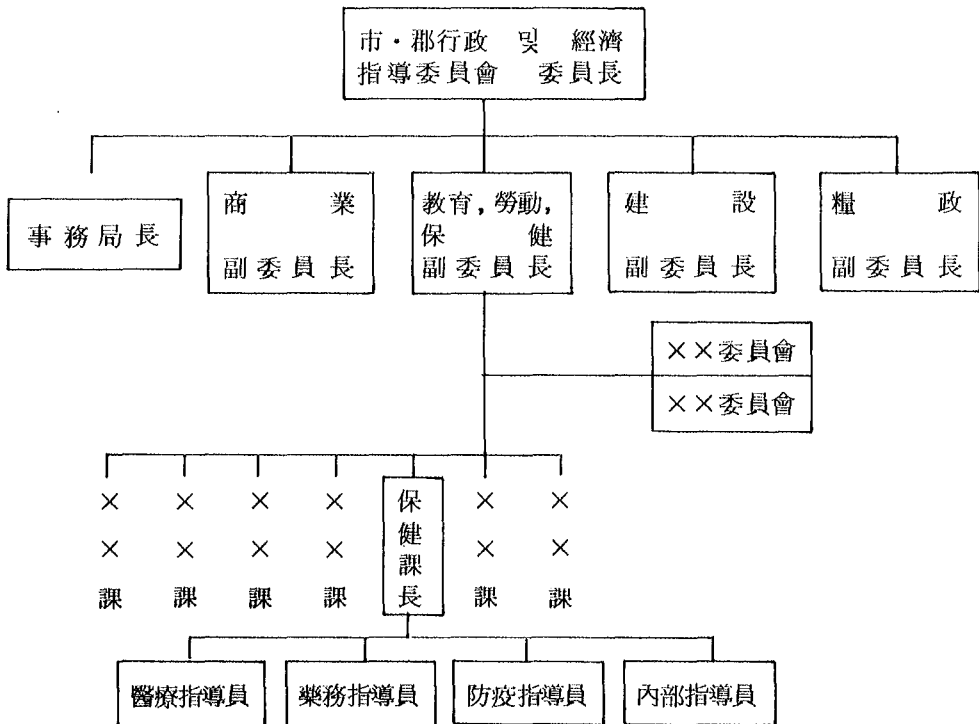 市·郡行政 및 經濟
指導委員會 委員長
事務局長
商業
副委員長
敎育, 勞動,
保健
副委員長
建設
副委員長
糧政
副委員長
××委員會
××委員會
××課
××課
××課
××課
保健課長
××課
××課
醫療指導員
藥務指導員
防疫指導員
內部指導員